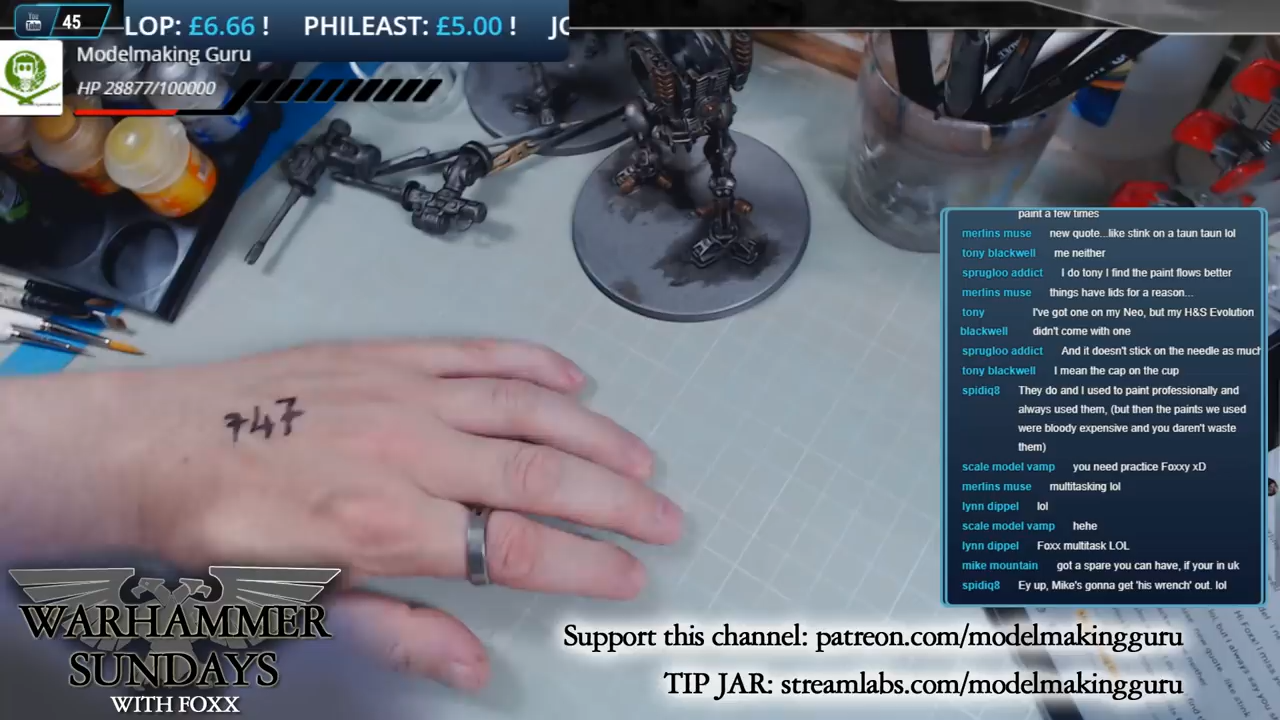 You
Tube
45
LOP: £6.66 ! PHILEAST: £5.00 ! JC
Modelmaking Guru
HP 28877/100000
747
paint a few times
merlins muse new quote...like stink on a taun taun lol
tony blackwell me neither
sprugloo addict I do tony I find the paint flows better
merlins muse things have lids for a reason...
tony I've got one on my Neo, but my H&S Evolution
blackwell didn't come with one
sprugloo addict And it doesn't stick on the needle as much
tony blackwell I mean the cap on the cup
spidiq8 They do and I used to paint professionally and
always used them, (but then the paints we used
were bloody expensive and you daren't waste
them)
scale model vamp you need practice Foxxy xD
merlins muse multitasking lol
lynn dippel lol
scale model vamp hehe
lynn dippel Foxx multitask LOL
mike mountain got a spare you can have, if your in uk
spidiq8 Ey up, Mike's gonna get 'his wrench' out. lol
WARHAMMER
SUNDAYS
WITH FOXX
Support this channel: patreon.com/modelmakingguru
TIP JAR: streamlabs.com/modelmakingguru